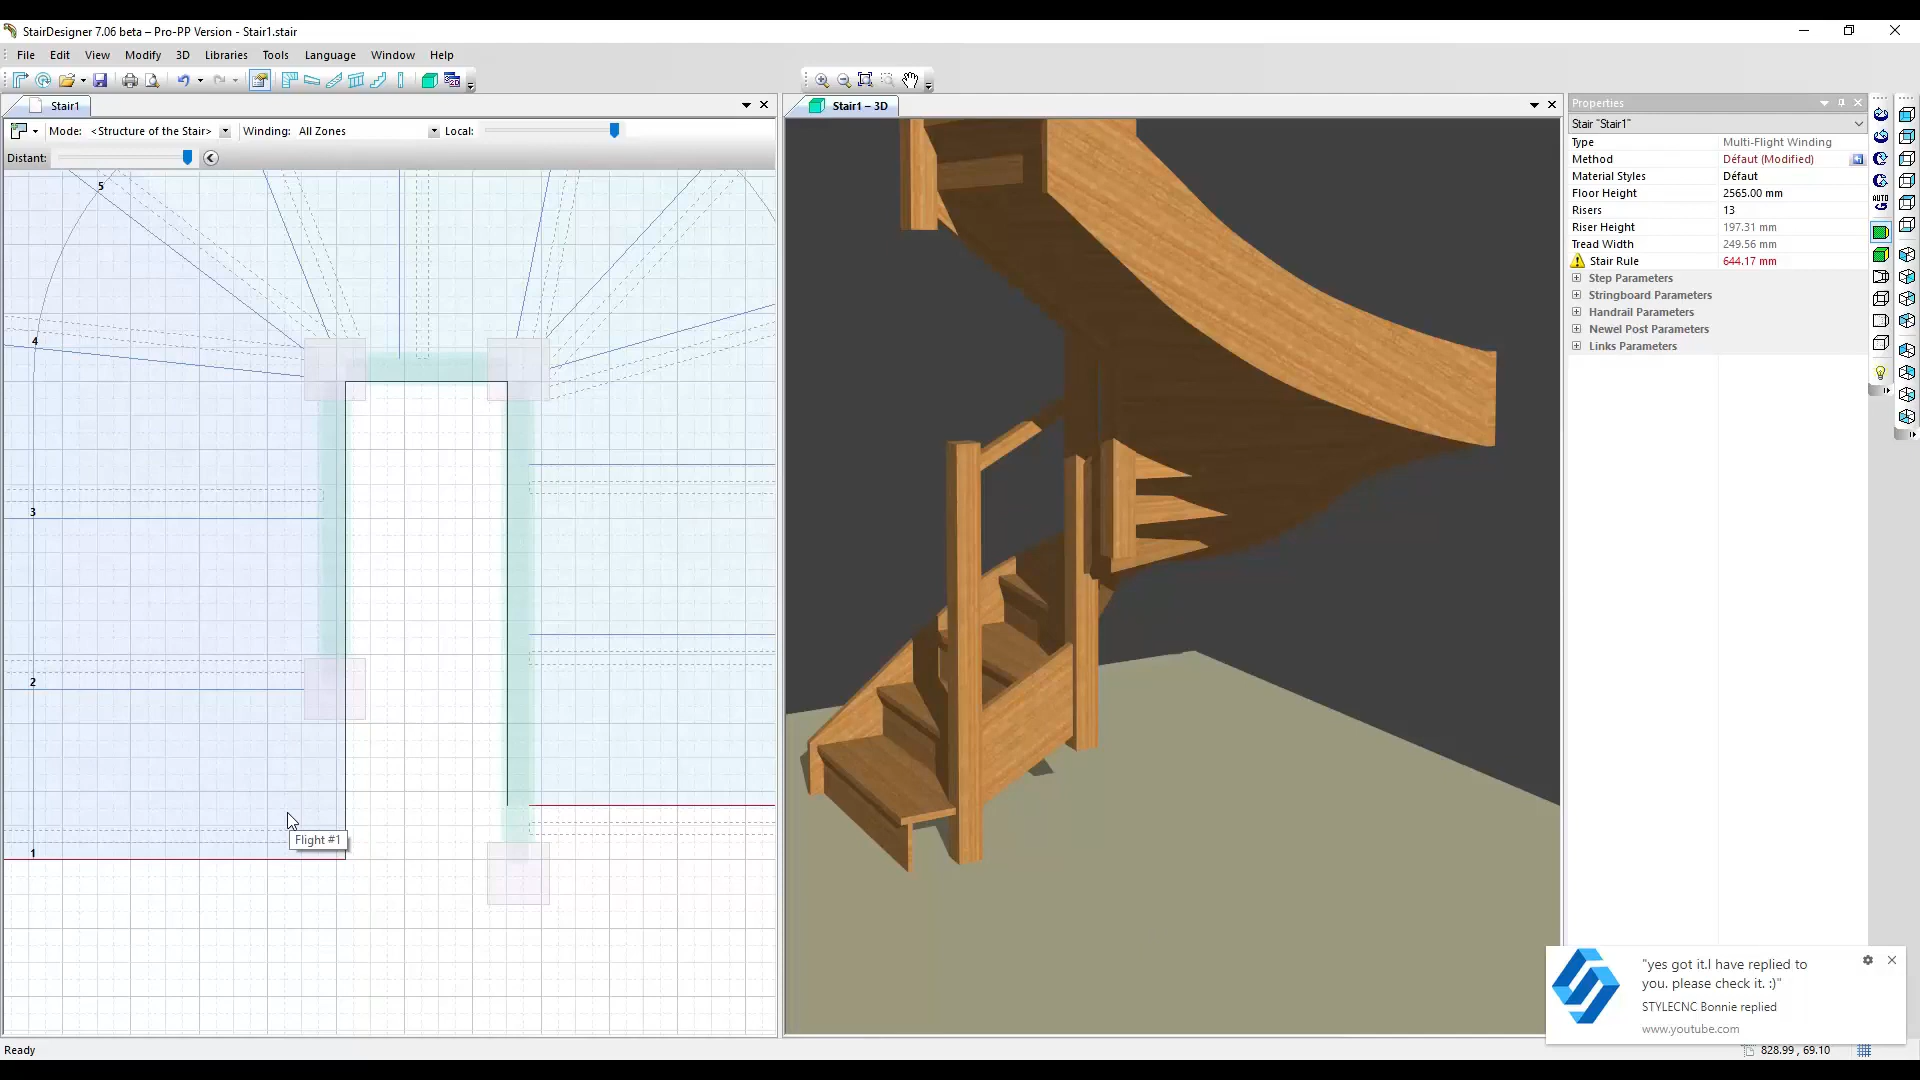 StairDesigner 7.06 beta – Pro-PP Version - Stair1.stair
File Edit View Modify 3D Libraries Tools Language Window Help
Stair1
Stair1 – 3D
Mode: <Structure of the Stair> Winding: All Zones Local:
Distant:
5
4
3
2
1
Flight #1
Properties
Stair "Stair1"
Type Multi-Flight Winding
Method Défaut (Modified)
Material Styles Défaut
Floor Height 2565.00 mm
Risers 13
Riser Height 197.31 mm
Tread Width 249.56 mm
Stair Rule 644.17 mm
Step Parameters
Stringboard Parameters
Handrail Parameters
Newel Post Parameters
Links Parameters
AUTO
"yes got it.I have replied to
you. please check it. :)"
STYLECNC Bonnie replied
www.youtube.com
Ready
828.99 , 69.10